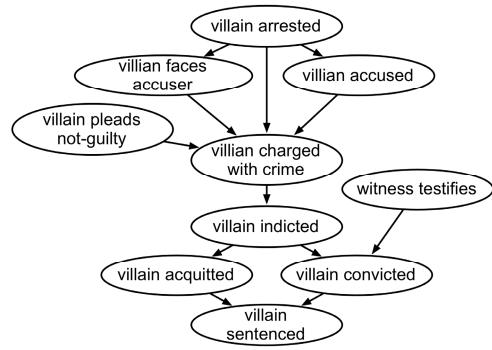 villain arrested
villian faces
accuser
villian accused
villain pleads
not-guilty
villian charged
with crime
witness testifies
villain indicted
villain acquitted
villain convicted
villain
sentenced